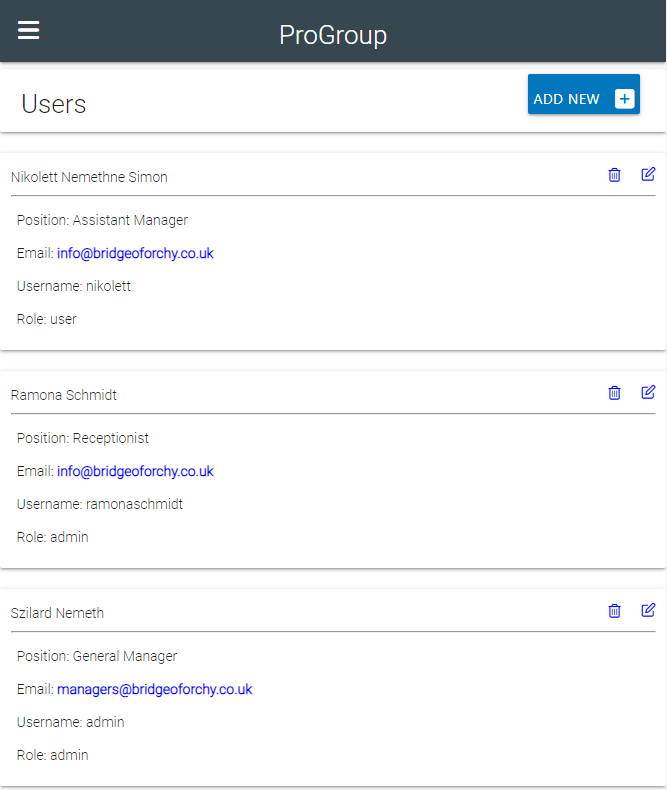 ProGroup
Users
ADD NEW
Nikolett Nemethne Simon
Position: Assistant Manager
Email: info@bridgeoforchy.co.uk
Username: nikolett
Role: user
Ramona Schmidt
Position: Receptionist
Email: info@bridgeoforchy.co.uk
Username: ramonaschmidt
Role: admin
Szilard Nemeth
Position: General Manager
Email: managers@bridgeoforchy.co.uk
Username: admin
Role: admin